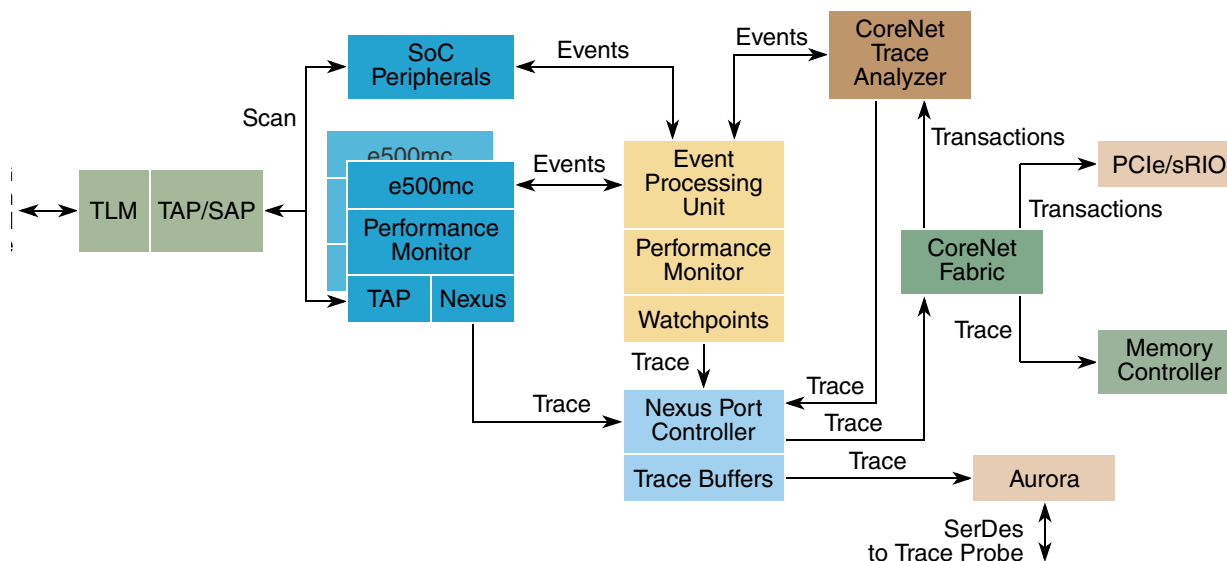 SoC
Peripherals
Events
Events
CoreNet
Trace
Analyzer
Scan
e500mc
Transactions
Events
Event
Processing
Unit
PCIe/sRIO
e500mc
TLM
TAP/SAP
Transactions
Performance
Monitor
Performance
Monitor
CoreNet
Fabric
TAP
Nexus
Watchpoints
Trace
Trace
Memory
Controller
Trace
Trace
Nexus Port
Controller
Trace
Trace Buffers
Trace
Aurora
SerDes
to Trace Probe